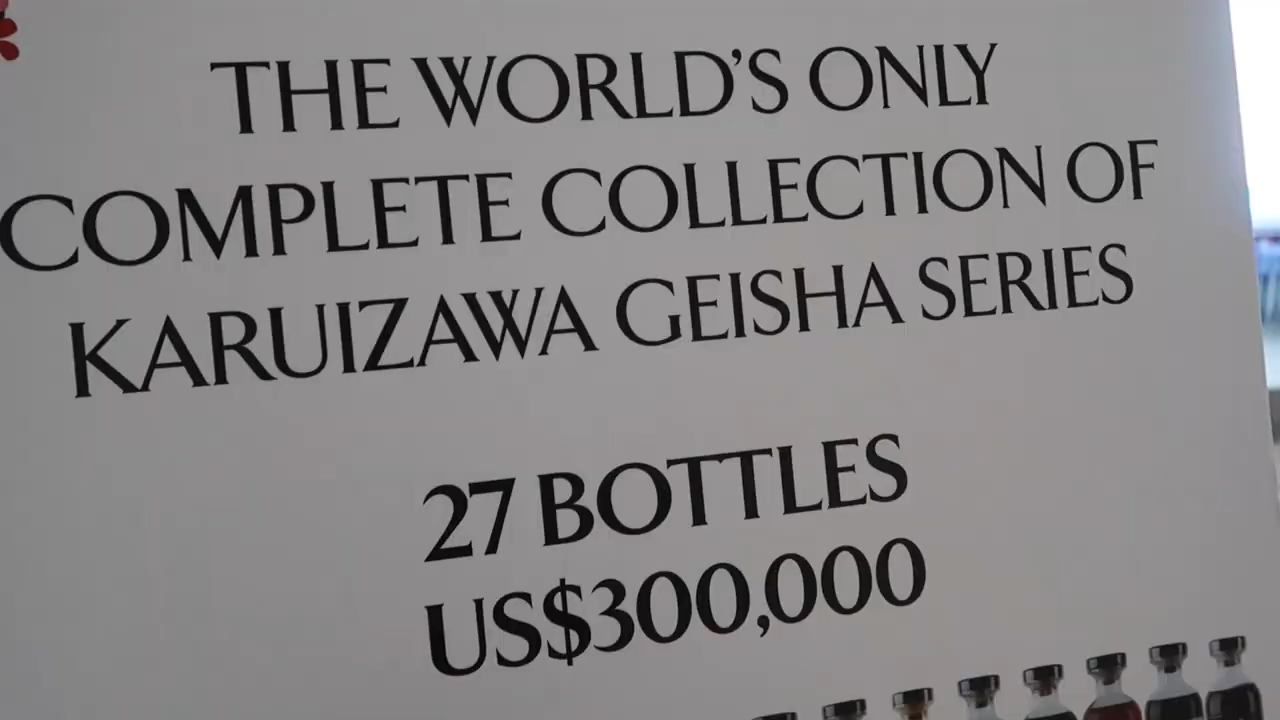 THE WORLD'S ONLY
COMPLETE COLLECTION OF
KARUIZAWA GEISHA SERIES
27 BOTTLES
US$300,000